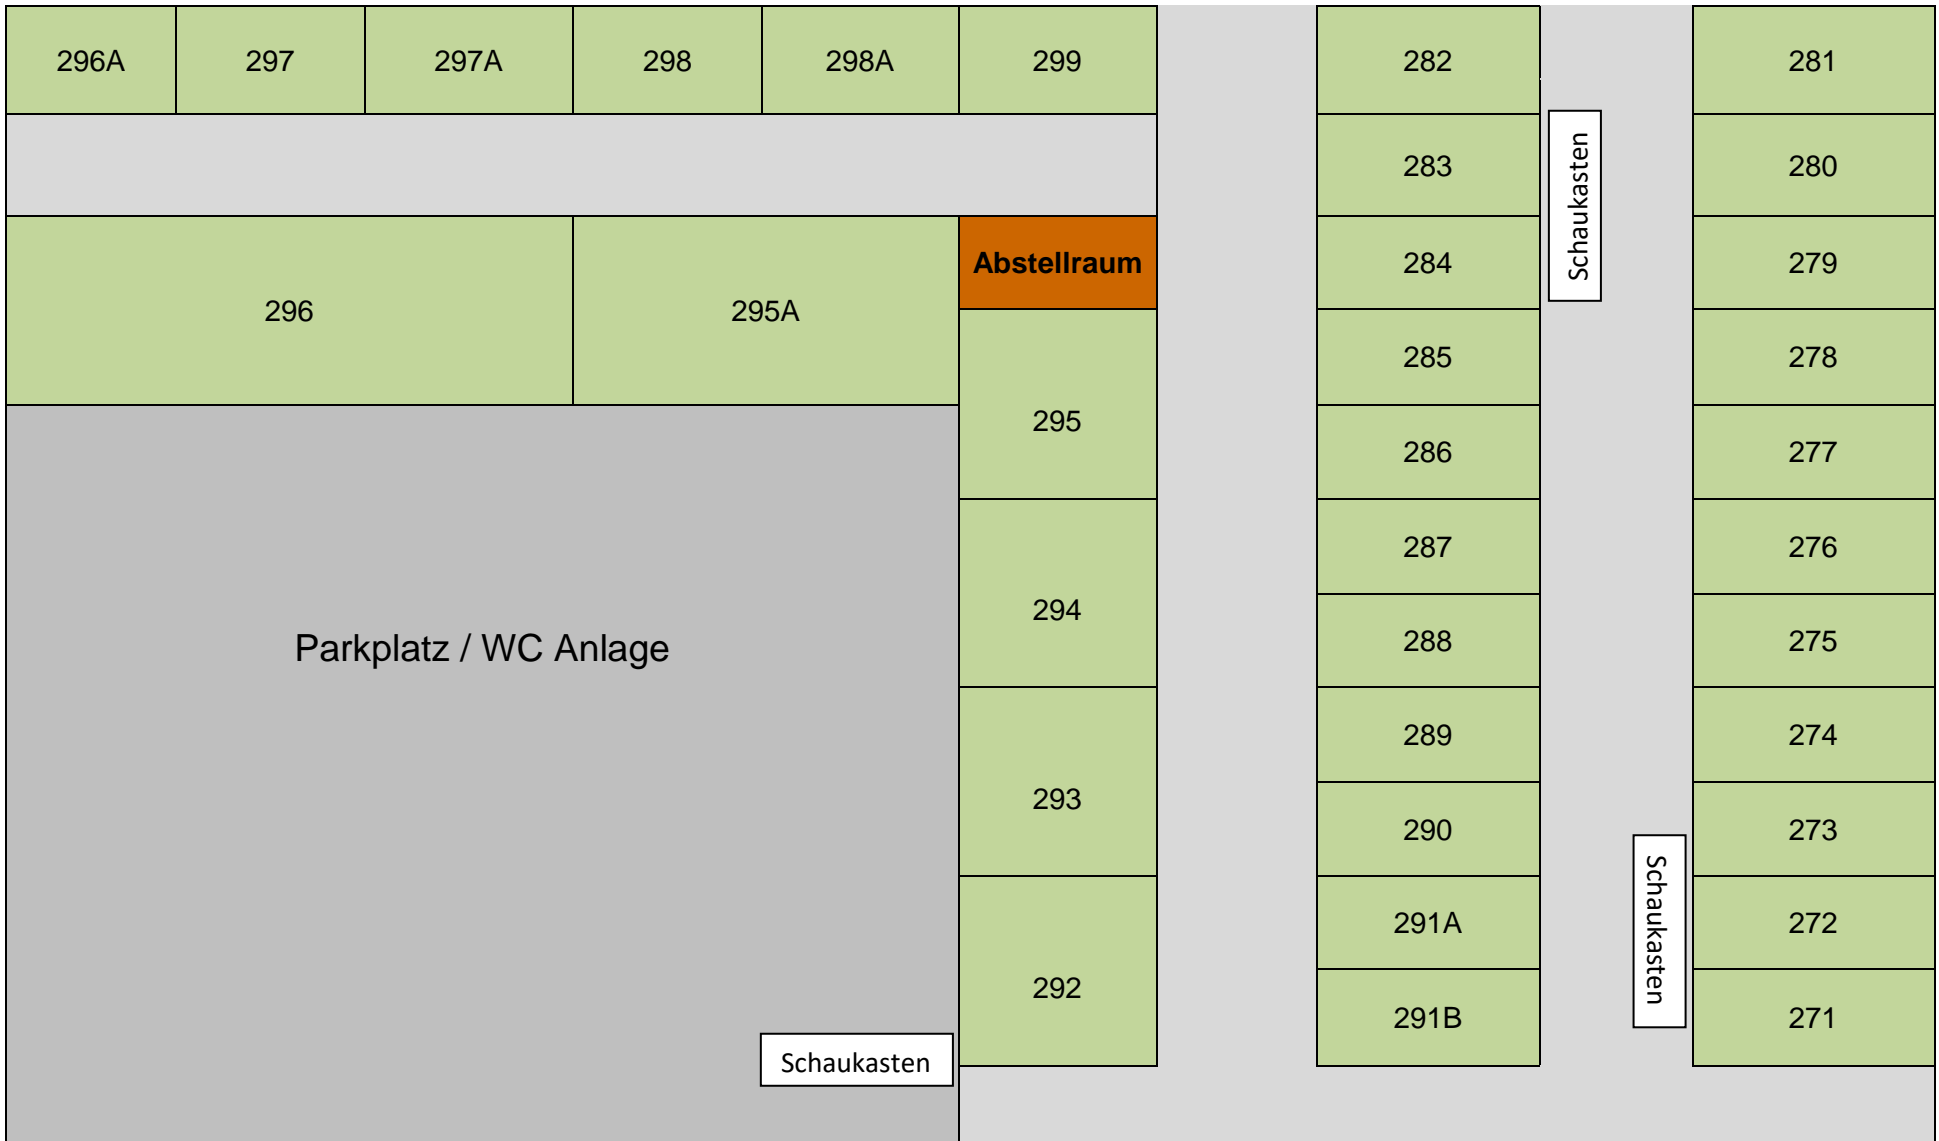 296A 297 297A 298 298A 299 282 281
283 Schaukasten 280
Abstellraum 284 279
296 295A
285 278
295
286 277
287 276
294
288 275
Parkplatz / WC Anlage
289 274
293
290 273
291A Schaukasten 272
292
291B 271
Schaukasten